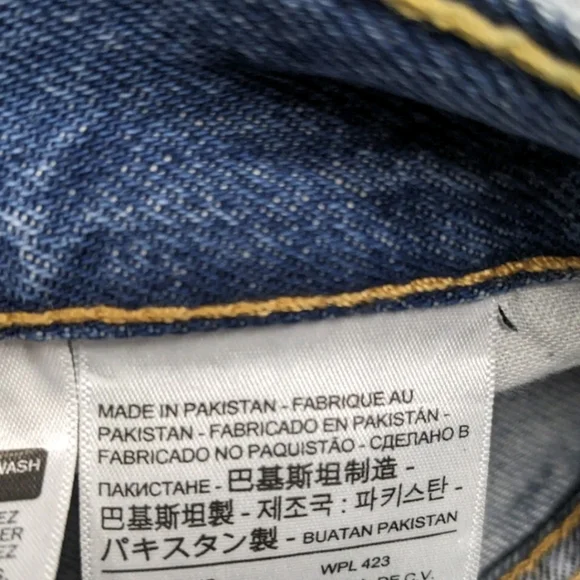 MADE IN PAKISTAN - FABRIQUE AU
PAKISTAN - FABRICADO EN PAKISTÁN -
FABRICADO NO PAQUISTÃO - СДЕЛАНО В
ПАКИСТАНЕ - 巴基斯坦制造 -
巴基斯坦製 - 제조국 : 파키스탄 -
パキスタン製 - BUATAN PAKISTAN
WPL 423
DE C.V.
WASH